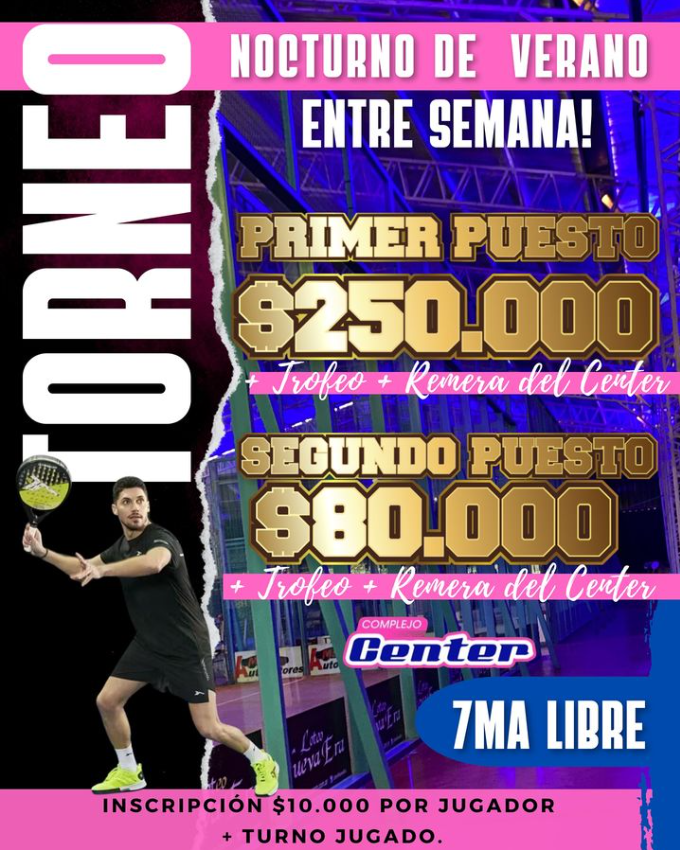 TORNEO
NOCTURNO DE VERANO
ENTRE SEMANA!
PRIMER PUESTO
$250.000
+ Trofeo + Remera del Center
SEGUNDO PUESTO
$80.000
+ Trofeo + Remera del Center
COMPLEJO
Center
7MA LIBRE
INSCRIPCIÓN $10.000 POR JUGADOR
+ TURNO JUGADO.